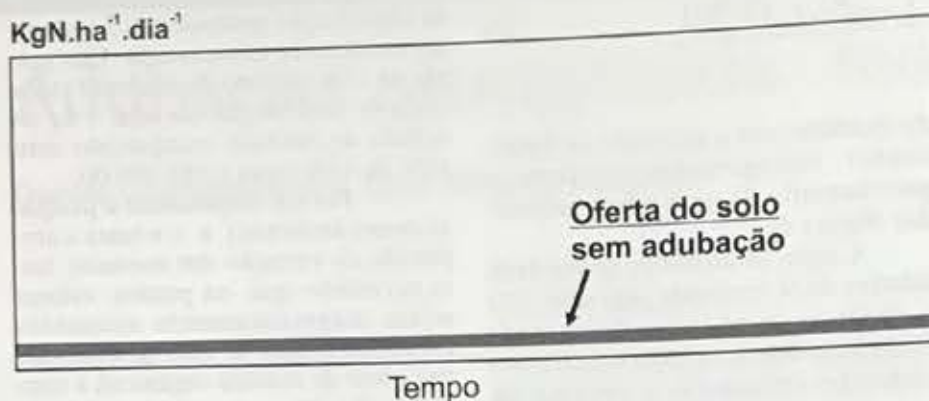 KgN.ha⁻¹.dia⁻¹
Oferta do solo
sem adubação
Tempo